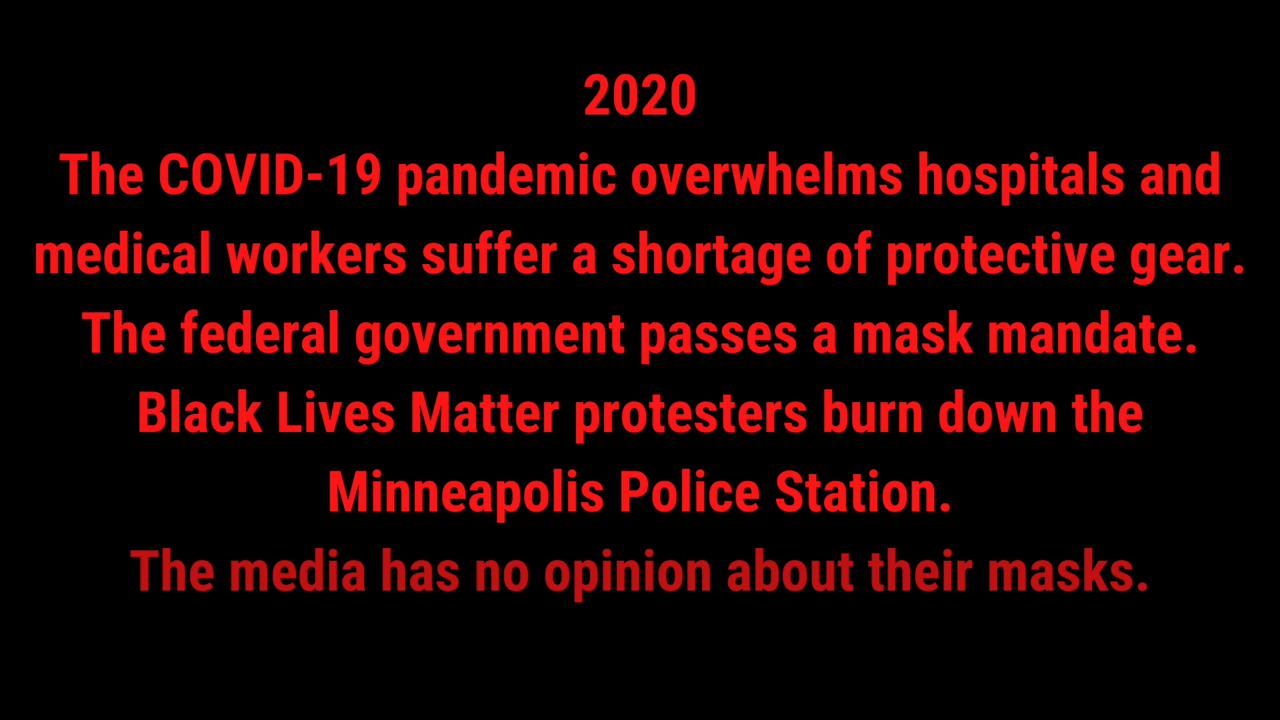 2020
The COVID-19 pandemic overwhelms hospitals and
medical workers suffer a shortage of protective gear.
The federal government passes a mask mandate.
Black Lives Matter protesters burn down the
Minneapolis Police Station.
The media has no opinion about their masks.